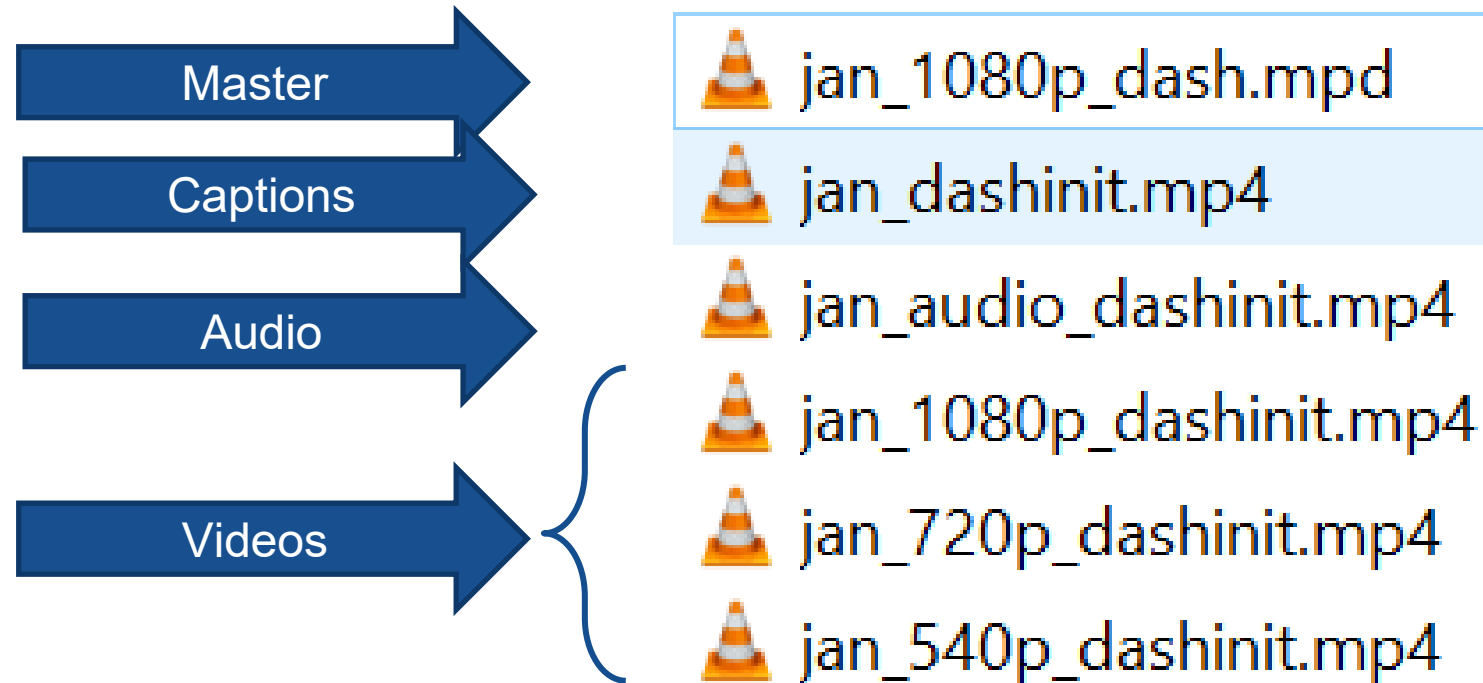 Master
jan_1080p_dash.mpd
Captions
jan_dashinit.mp4
Audio
jan_audio_dashinit.mp4
jan_1080p_dashinit.mp4
Videos
jan_720p_dashinit.mp4
jan_540p_dashinit.mp4